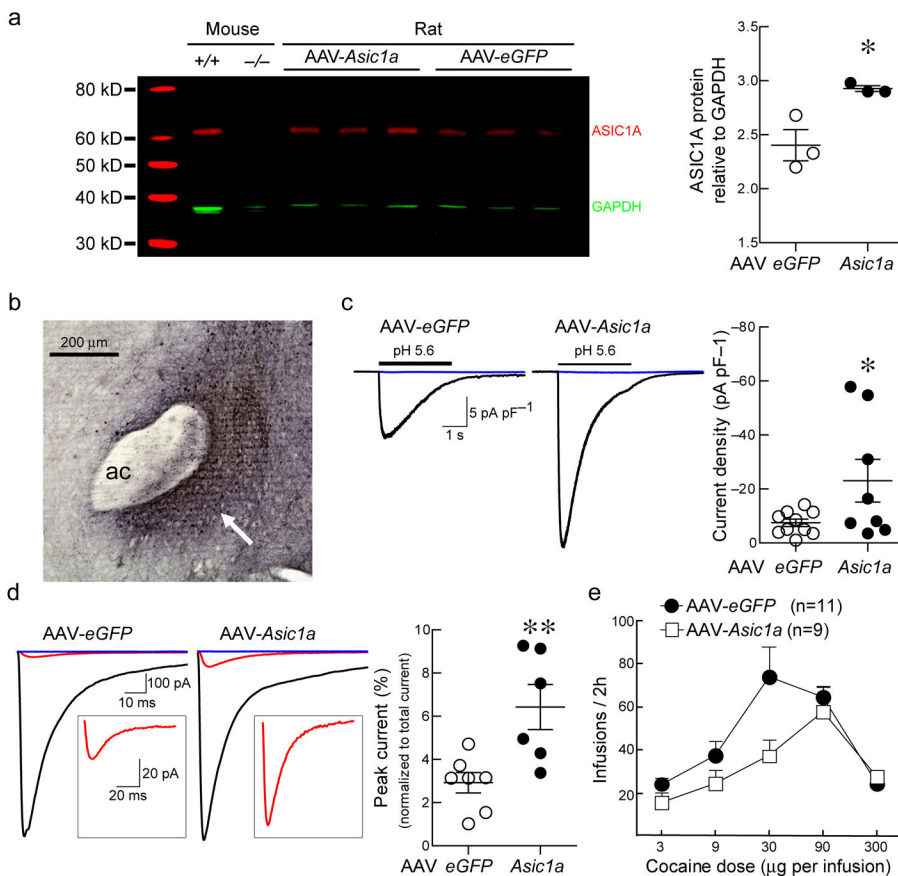 a
Mouse
Rat
+/+
–/–
AAV-Asic1a
AAV-eGFP
80 kD
60 kD
50 kD
40 kD
30 kD
ASIC1A
GAPDH
ASIC1A protein
relative to GAPDH
3.5
3.0
2.5
2.0
1.5
*
AAV eGFP
Asic1a
b
200 µm
ac
c
AAV-eGFP
AAV-Asic1a
pH 5.6
pH 5.6
5 pA pF–1
1 s
Current density (pA pF–1)
–80
–60
–40
–20
0
*
AAV eGFP
Asic1a
d
AAV-eGFP
AAV-Asic1a
100 pA
10 ms
20 pA
20 ms
Peak current (%)
(normalized to total current)
10
8
6
4
2
0
**
AAV eGFP
Asic1a
e
AAV-eGFP (n=11)
AAV-Asic1a (n=9)
Infusions / 2h
100
80
60
40
20
3
9
30
90
300
Cocaine dose (µg per infusion)